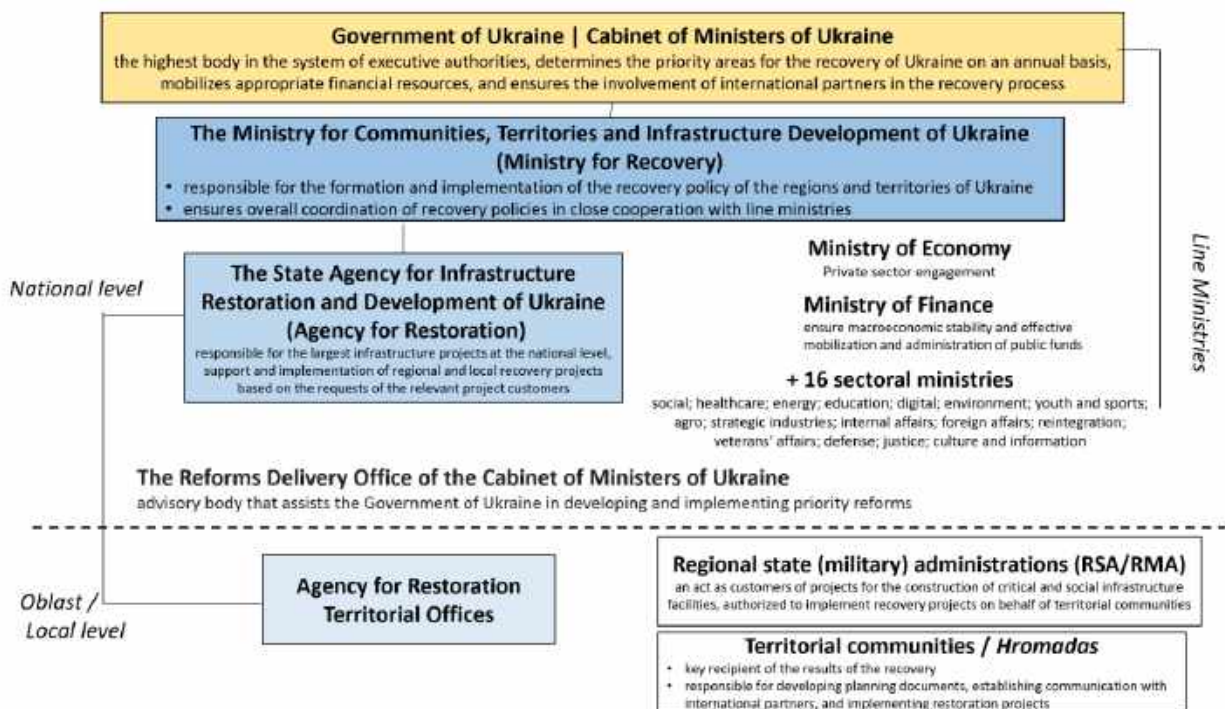 Government of Ukraine | Cabinet of Ministers of Ukraine
the highest body in the system of executive authorities, determines the priority areas for the recovery of Ukraine on an annual basis,
mobilizes appropriate financial resources, and ensures the involvement of international partners in the recovery process
The Ministry for Communities, Territories and Infrastructure Development of Ukraine
(Ministry for Recovery)
• responsible for the formation and implementation of the recovery policy of the regions and territories of Ukraine
• ensures overall coordination of recovery policies in close cooperation with line ministries
National level
The State Agency for Infrastructure
Restoration and Development of Ukraine
(Agency for Restoration)
responsible for the largest infrastructure projects at the national level,
support and implementation of regional and local recovery projects
based on the requests of the relevant project customers
Ministry of Economy
Private sector engagement
Ministry of Finance
ensure macroeconomic stability and effective
mobilization and administration of public funds
+ 16 sectoral ministries
social; healthcare; energy; education; digital; environment; youth and sports;
agro; strategic industries; internal affairs; foreign affairs; reintegration;
veterans' affairs; defense; justice; culture and information
Line Ministries
The Reforms Delivery Office of the Cabinet of Ministers of Ukraine
advisory body that assists the Government of Ukraine in developing and implementing priority reforms
Oblast /
Local level
Agency for Restoration
Territorial Offices
Regional state (military) administrations (RSA/RMA)
an act as customers of projects for the construction of critical and social infrastructure
facilities, authorized to implement recovery projects on behalf of territorial communities
Territorial communities / Hromadas
• key recipient of the results of the recovery
• responsible for developing planning documents, establishing communication with
international partners, and implementing restoration projects